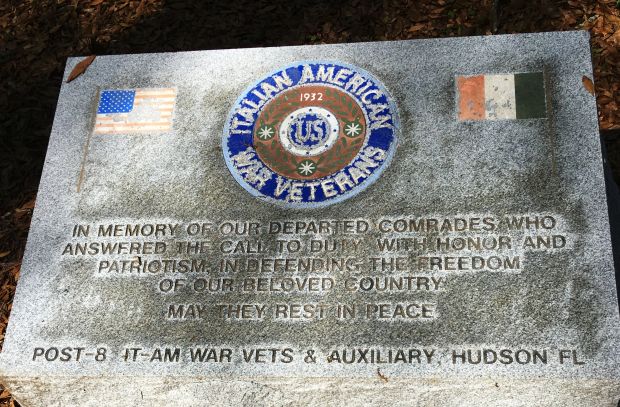 ITALIAN AMERICAN
1932
US
WAR VETERANS
IN MEMORY OF OUR DEPARTED COMRADES WHO
ANSWERED THE CALL TO DUTY WITH HONOR AND
PATRIOTISM, IN DEFENDING THE FREEDOM
OF OUR BELOVED COUNTRY
MAY THEY REST IN PEACE
POST-8 IT-AM WAR VETS & AUXILIARY, HUDSON FL